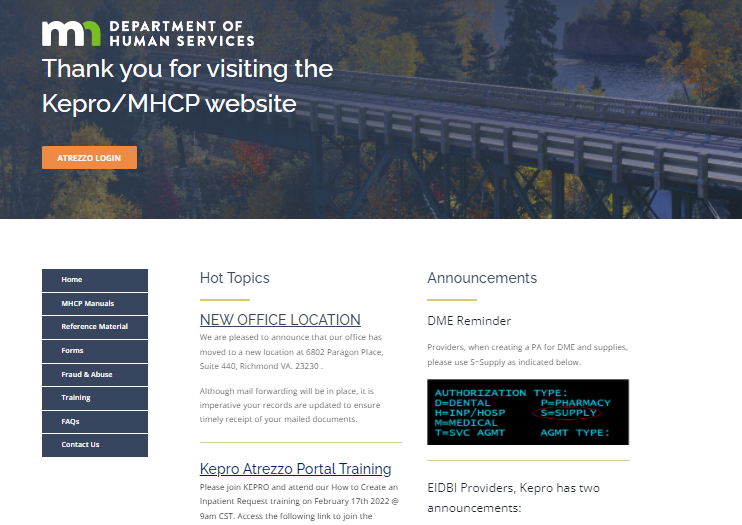 mn DEPARTMENT OF
HUMAN SERVICES
Thank you for visiting the
Kepro/MHCP website
ATREZZO LOGIN
Home
MHCP Manuals
Reference Material
Forms
Fraud & Abuse
Training
FAQs
Contact Us
Hot Topics
NEW OFFICE LOCATION
We are pleased to announce that our office has
moved to a new location at 6802 Paragon Place,
Suite 440, Richmond VA. 23230 .
Although mail forwarding will be in place, it is
imperative your records are updated to ensure
timely receipt of your mailed documents.
Kepro Atrezzo Portal Training
Please join KEPRO and attend our How to Create an
Inpatient Request training on February 17th 2022 @
9am CST. Access the following link to join the
Announcements
DME Reminder
Providers, when creating a PA for DME and supplies,
please use S=Supply as indicated below.
AUTHORIZATION TYPE:
D=DENTAL P=PHARMACY
H=INP/HOSP S=SUPPLY
M=MEDICAL
T=SVC AGMT AGMT TYPE:
EIDBI Providers, Kepro has two
announcements: